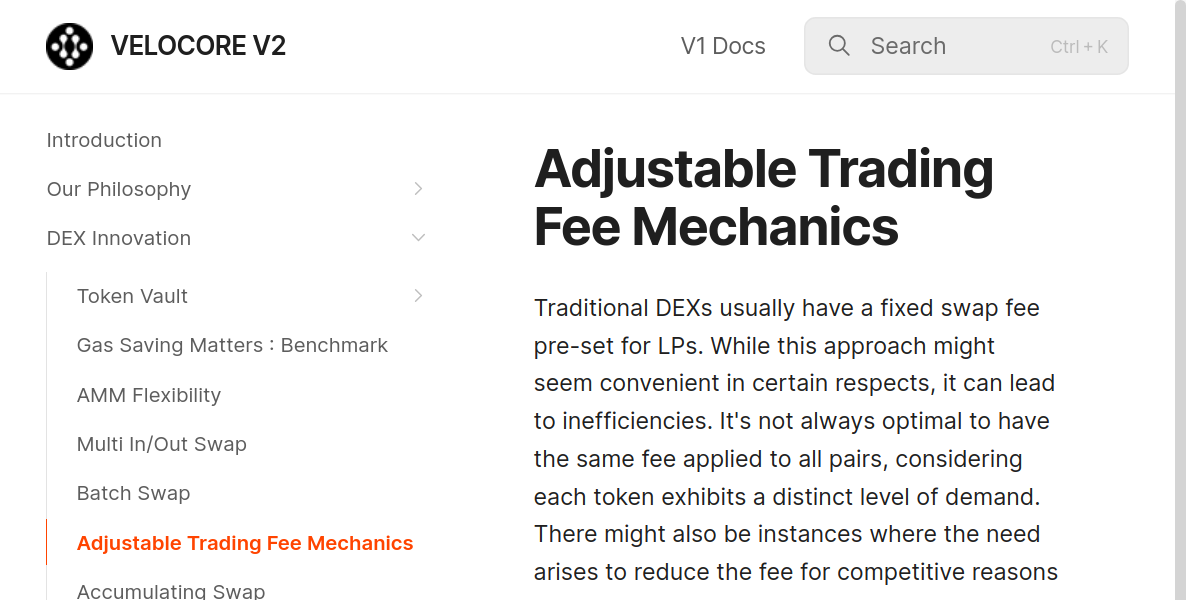 VELOCORE V2
V1 Docs
Search
Ctrl + K
Introduction
Our Philosophy
DEX Innovation
Token Vault
Gas Saving Matters : Benchmark
AMM Flexibility
Multi In/Out Swap
Batch Swap
Adjustable Trading Fee Mechanics
Accumulating Swap
Adjustable Trading
Fee Mechanics
Traditional DEXs usually have a fixed swap fee
pre-set for LPs. While this approach might
seem convenient in certain respects, it can lead
to inefficiencies. It's not always optimal to have
the same fee applied to all pairs, considering
each token exhibits a distinct level of demand.
There might also be instances where the need
arises to reduce the fee for competitive reasons